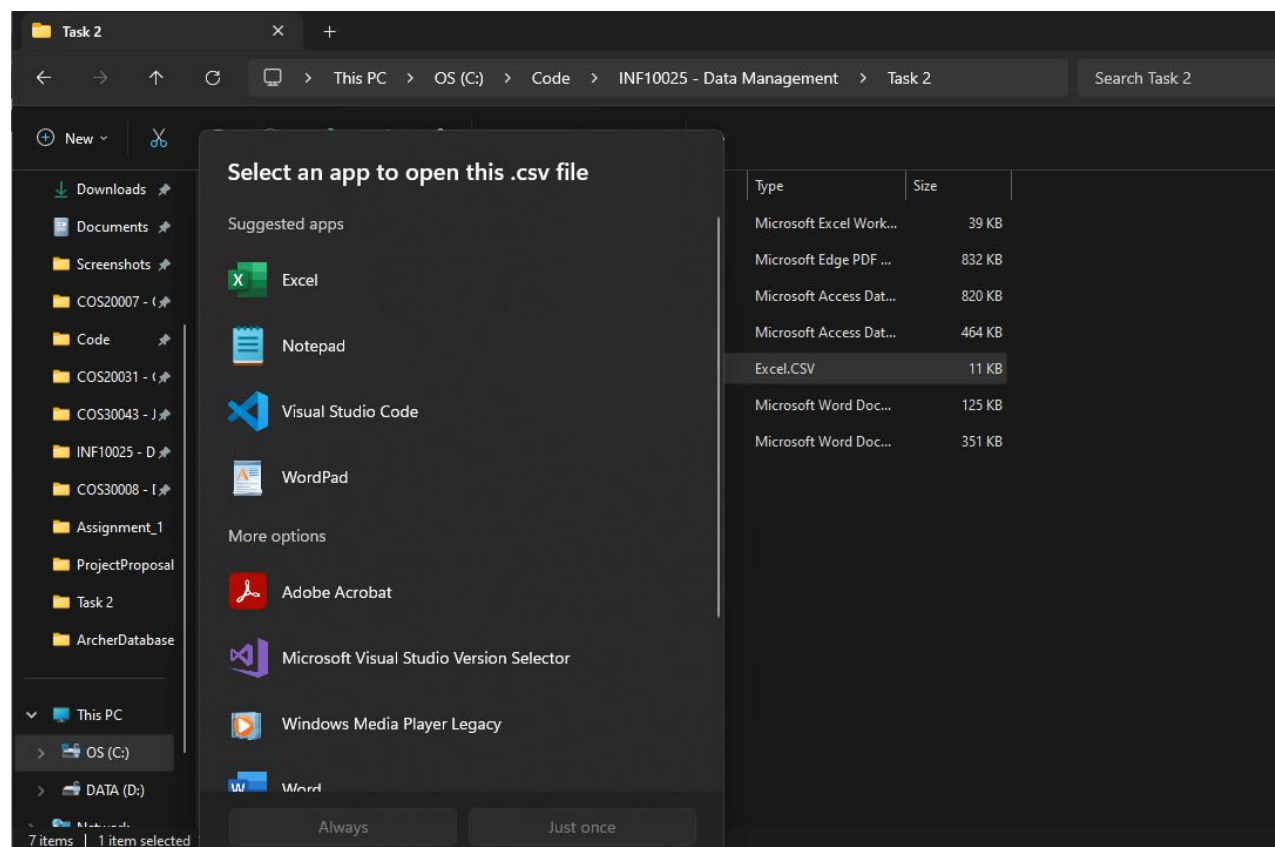 Task 2
This PC > OS (C:) > Code > INF10025 - Data Management > Task 2
Search Task 2
New
Downloads
Documents
Screenshots
COS20007 - (
Code
COS20031 - (
COS30043 - J
INF10025 - D
COS30008 - [
Assignment_1
ProjectProposal
Task 2
ArcherDatabase
This PC
OS (C:)
DATA (D:)
Network
7 items | 1 item selected
Select an app to open this .csv file
Suggested apps
Excel
Notepad
Visual Studio Code
WordPad
More options
Adobe Acrobat
Microsoft Visual Studio Version Selector
Windows Media Player Legacy
Word
Always
Just once
Type Size
Microsoft Excel Work... 39 KB
Microsoft Edge PDF ... 832 KB
Microsoft Access Dat... 820 KB
Microsoft Access Dat... 464 KB
Excel.CSV 11 KB
Microsoft Word Doc... 125 KB
Microsoft Word Doc... 351 KB